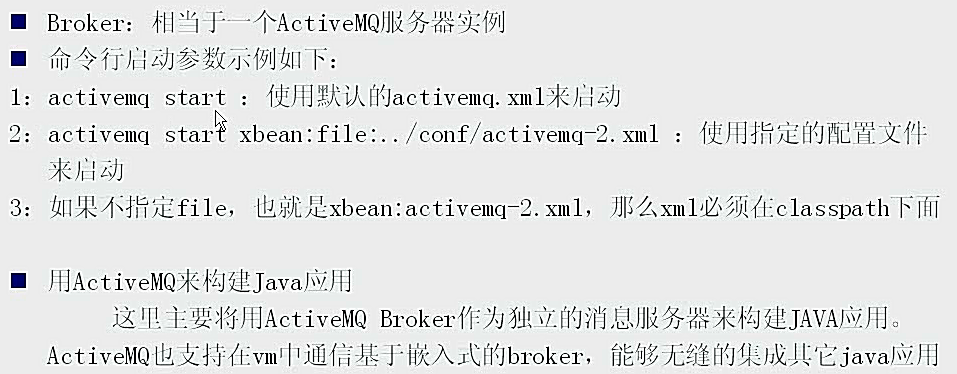 ■ Broker：相当于一个ActiveMQ服务器实例
■ 命令行启动参数示例如下：
1：activemq start ：使用默认的activemq.xml来启动
2：activemq start xbean:file:../conf/activemq-2.xml ：使用指定的配置文件
来启动
3：如果不指定file，也就是xbean:activemq-2.xml，那么xml必须在classpath下面
■ 用ActiveMQ来构建Java应用
这里主要将用ActiveMQ Broker作为独立的消息服务器来构建JAVA应用。
ActiveMQ也支持在vm中通信基于嵌入式的broker，能够无缝的集成其它java应用